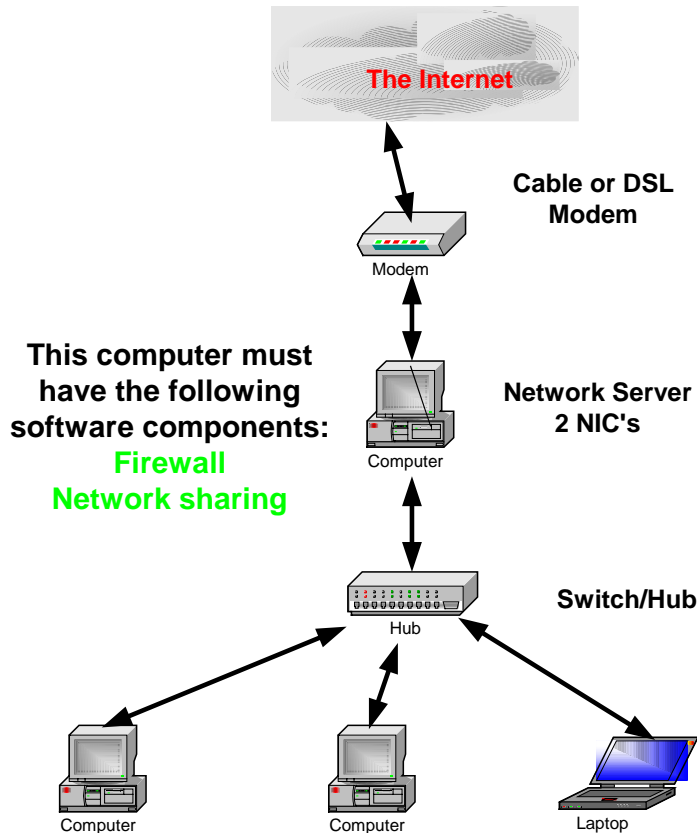 The Internet
Cable or DSL
Modem
Modem
This computer must
have the following
software components:
Firewall
Network sharing
Network Server
2 NIC's
Computer
Switch/Hub
Hub
Computer
Computer
Laptop